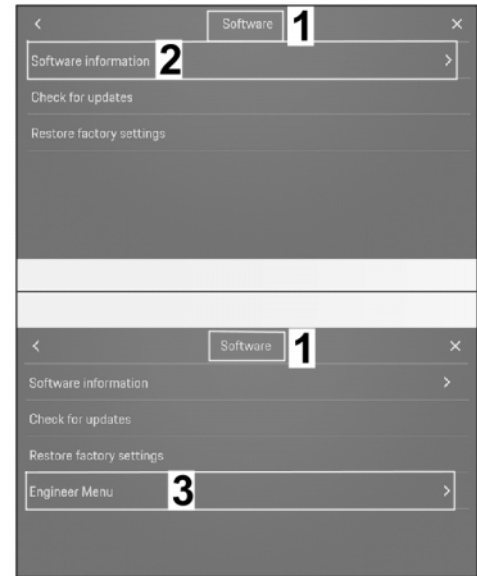 Software 1
Software information 2
Check for updates
Restore factory settings
Software 1
Software information
Check for updates
Restore factory settings
Engineer Menu 3